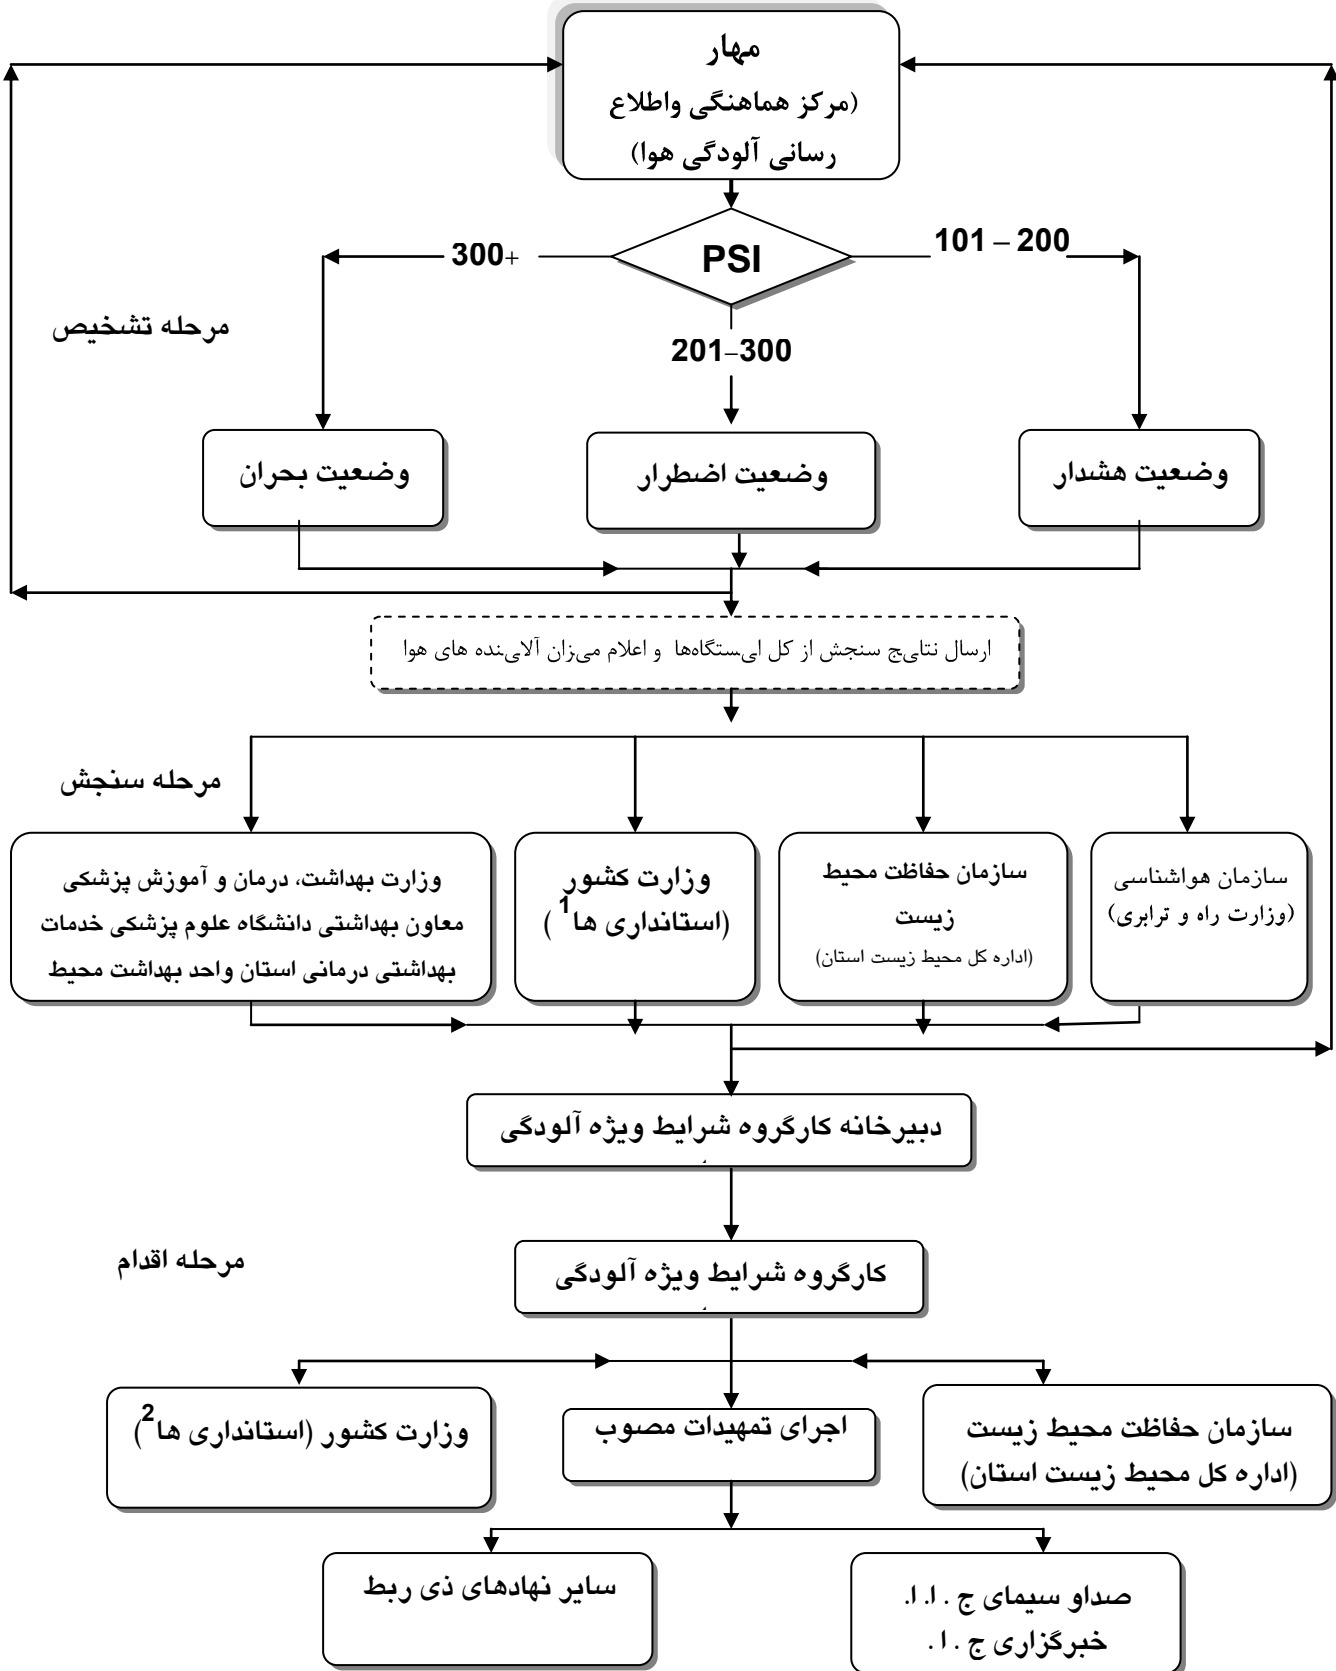 مهار
(مرکز هماهنگی واطلاع
رسانی آلودگی هوا)
PSI
101 – 200
300+
201–300
مرحله تشخیص
وضعیت هشدار
وضعیت اضطرار
وضعیت بحران
ارسال نتایج سنجش از کل ایستگاه‌ها و اعلام میزان آلاینده های هوا
مرحله سنجش
سازمان هواشناسی
(وزارت راه و ترابری)
سازمان حفاظت محیط
زیست
(اداره کل محیط زیست استان)
وزارت کشور
(استانداری ها1 )
وزارت بهداشت، درمان و آموزش پزشکی
معاون بهداشتی دانشگاه علوم پزشکی خدمات
بهداشتی درمانی استان واحد بهداشت محیط
دبیرخانه کارگروه شرایط ویژه آلودگی
مرحله اقدام
کارگروه شرایط ویژه آلودگی
سازمان حفاظت محیط زیست
(اداره کل محیط زیست استان)
اجرای تمهیدات مصوب
وزارت کشور (استانداری ها2)
صداو سیمای ج . ا. ا.
خبرگزاری ج . ا .
سایر نهادهای ذی ربط